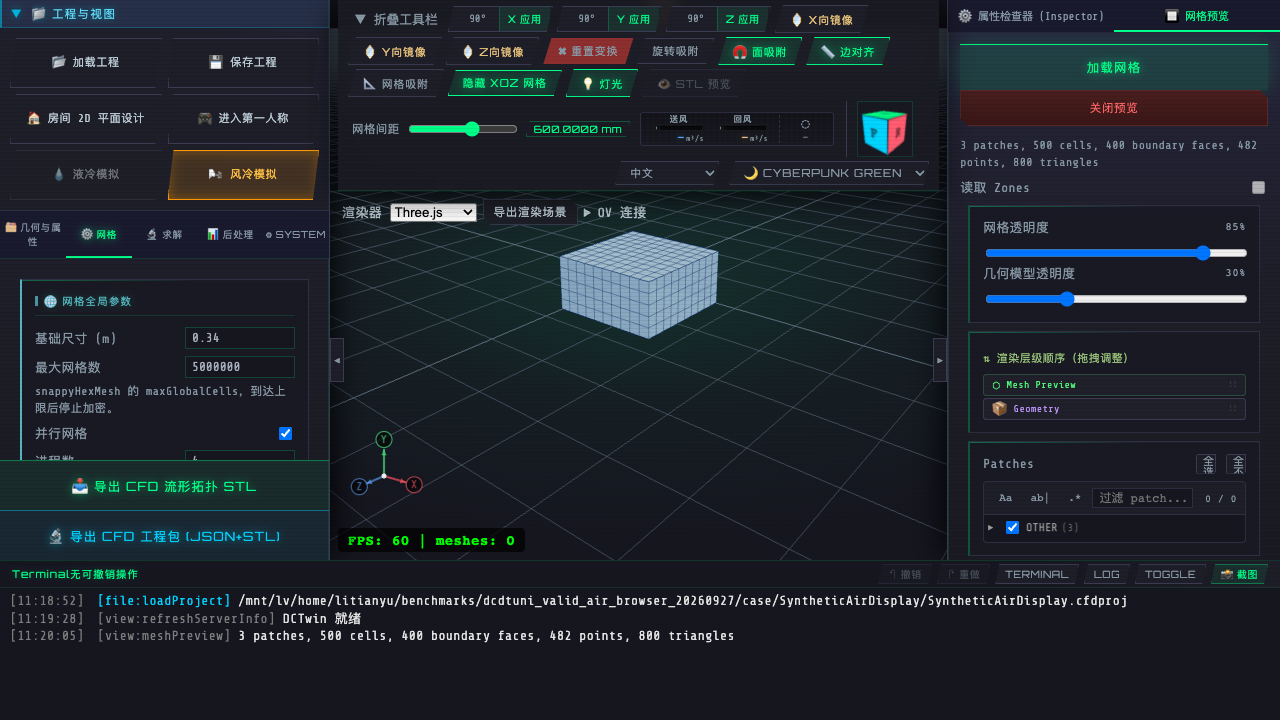 ▼ 📂 工程与视图
📂 加载工程
💾 保存工程
🏠 房间 2D 平面设计
🎮 进入第一人称
💧 液冷模拟
🌬 风冷模拟
几何与属性
网格
求解
后处理
SYSTEM
网格全局参数
基础尺寸 (m)
0.34
最大网格数
5000000
snappyHexMesh 的 maxGlobalCells, 到达上
限后停止加密。
并行网格
导出 CFD 流形拓扑 STL
导出 CFD 工程包 (JSON+STL)
▼ 折叠工具栏
90° X 应用
90° Y 应用
90° Z 应用
X向镜像
Y向镜像
Z向镜像
✖ 重置变换
旋转吸附
面吸附
边对齐
网格吸附
隐藏 XOZ 网格
灯光
STL 预览
网格间距
600.0000 mm
送风
— m³/s
回风
— m³/s
—
中文
CYBERPUNK GREEN
渲染器
Three.js
导出渲染场景
▶ OV 连接
Y
Z
X
FPS: 60 | meshes: 0
属性检查器 (Inspector)
网格预览
加载网格
关闭预览
3 patches, 500 cells, 400 boundary faces, 482
points, 800 triangles
读取 Zones
网格透明度
85%
几何模型透明度
30%
⇅ 渲染层级顺序 (拖拽调整)
Mesh Preview
Geometry
Patches
Aa
ab|
.*
过滤 patch...
0 / 0
OTHER (3)
Terminal无可撤销操作
撤销
重做
TERMINAL
LOG
TOGGLE
截图
[11:18:52] [file:loadProject] /mnt/lv/home/litianyu/benchmarks/dcdtuni_valid_air_browser_20260927/case/SyntheticAirDisplay/SyntheticAirDisplay.cfdproj
[11:19:28] [view:refreshServerInfo] DCTwin 就绪
[11:20:05] [view:meshPreview] 3 patches, 500 cells, 400 boundary faces, 482 points, 800 triangles